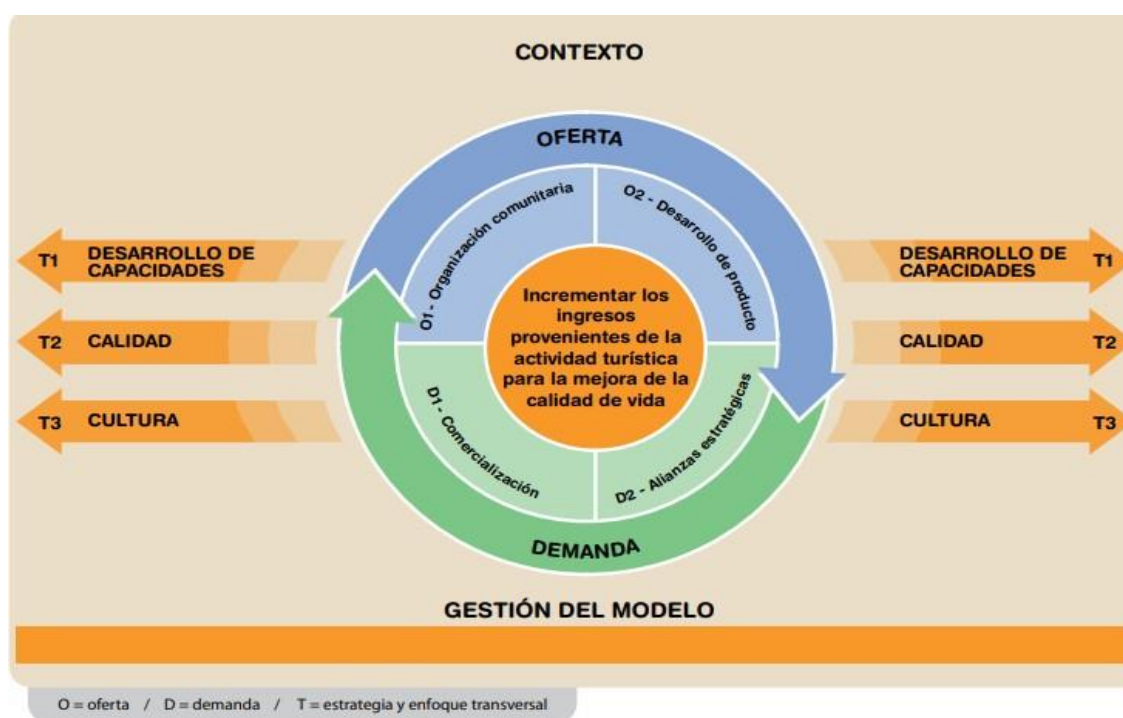 CONTEXTO
OFERTA
O1 - Organización comunitaria
O2 - Desarrollo de producto
T1 DESARROLLO DE
CAPACIDADES
T2 CALIDAD
T3 CULTURA
Incrementar los
ingresos
provenientes de la
actividad turística
para la mejora de la
calidad de vida
DESARROLLO DE
CAPACIDADES T1
CALIDAD T2
CULTURA T3
D1 - Comercialización
D2 - Alianzas estratégicas
DEMANDA
GESTIÓN DEL MODELO
O = oferta / D = demanda / T = estrategia y enfoque transversal